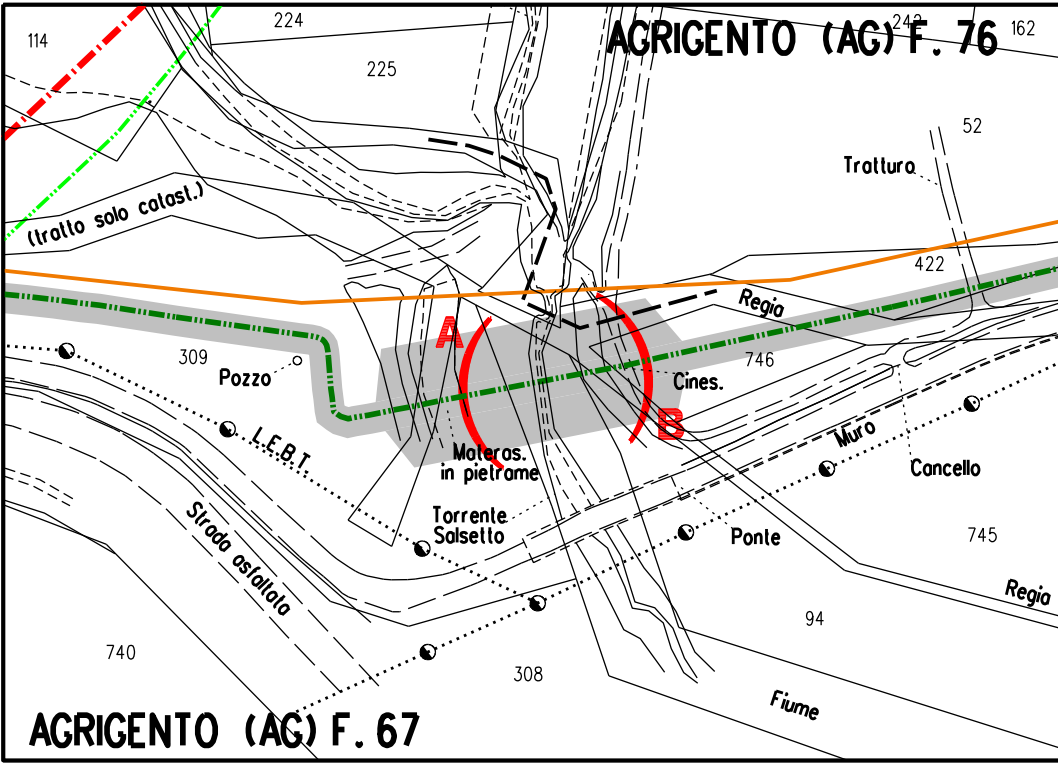 224
242
162
AGRIGENTO (AG) F. 76
114
225
52
Tratturo
(tratto solo catast.)
422
Regia
309
Pozzo
A
746
Cines.
B
L.E.B.T.
Materas.
in pietrame
Muro
Cancello
Strada asfaltata
Torrente
Salsetto
Ponte
745
Regia
94
740
308
Fiume
AGRIGENTO (AG) F. 67